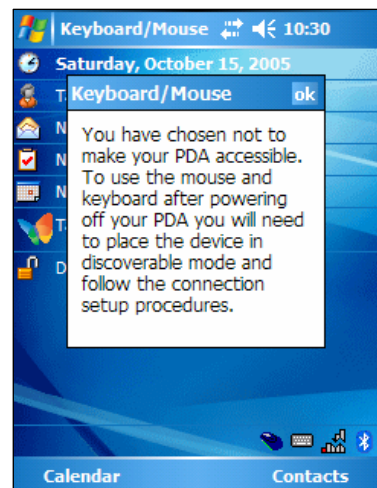 Keyboard/Mouse 10:30
Saturday, October 15, 2005
T
Keyboard/Mouse ok
N
You have chosen not to
make your PDA accessible.
N
To use the mouse and
keyboard after powering
N
off your PDA you will need
T
to place the device in
discoverable mode and
D
follow the connection
setup procedures.
Calendar Contacts